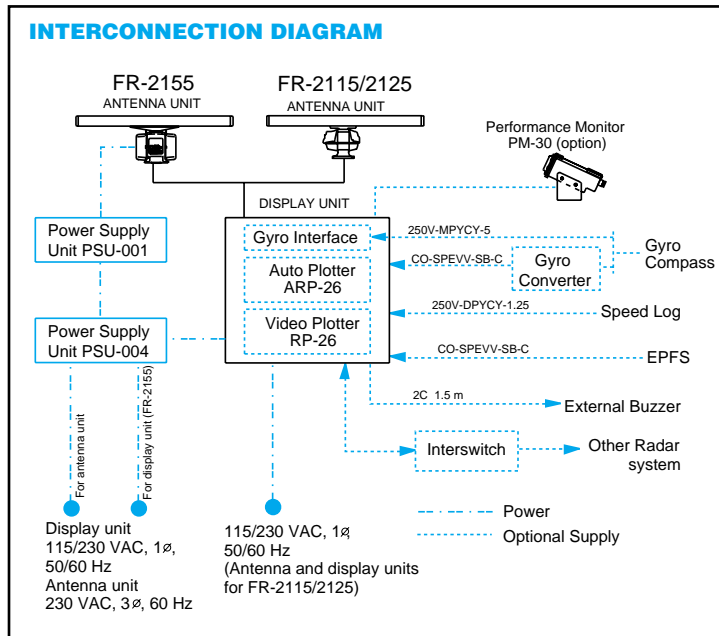 INTERCONNECTION DIAGRAM
FR-2155
ANTENNA UNIT
FR-2115/2125
ANTENNA UNIT
Performance Monitor
PM-30 (option)
DISPLAY UNIT
Power Supply
Unit PSU-001
Gyro Interface
250V-MPYCY-5
Gyro
Compass
CO-SPEVV-SB-C
Gyro
Converter
Auto Plotter
ARP-26
250V-DPYCY-1.25
Speed Log
Power Supply
Unit PSU-004
Video Plotter
RP-26
CO-SPEVV-SB-C
EPFS
2C 1.5 m
External Buzzer
Interswitch
Other Radar
system
For antenna unit
For display unit (FR-2155)
Display unit
115/230 VAC, 1ø,
50/60 Hz
Antenna unit
230 VAC, 3ø, 60 Hz
115/230 VAC, 1ø,
50/60 Hz
(Antenna and display units
for FR-2115/2125)
Power
Optional Supply